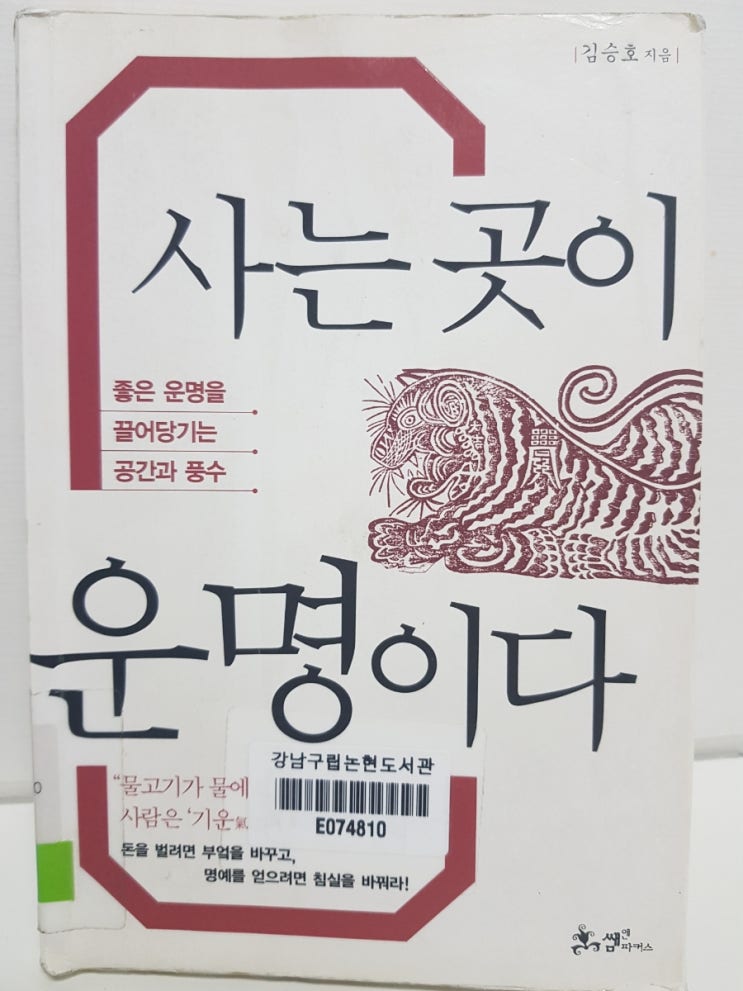 |김승호 지음|
사는 곳이
좋은 운명을
끌어당기는
공간과 풍수
운명이다
강남구립논현도서관
E074810
“물고기가 물에
사람은 ‘기운氣
돈을 벌려면 부엌을 바꾸고,
명예를 얻으려면 침실을 바꿔라!
쌤앤파커스